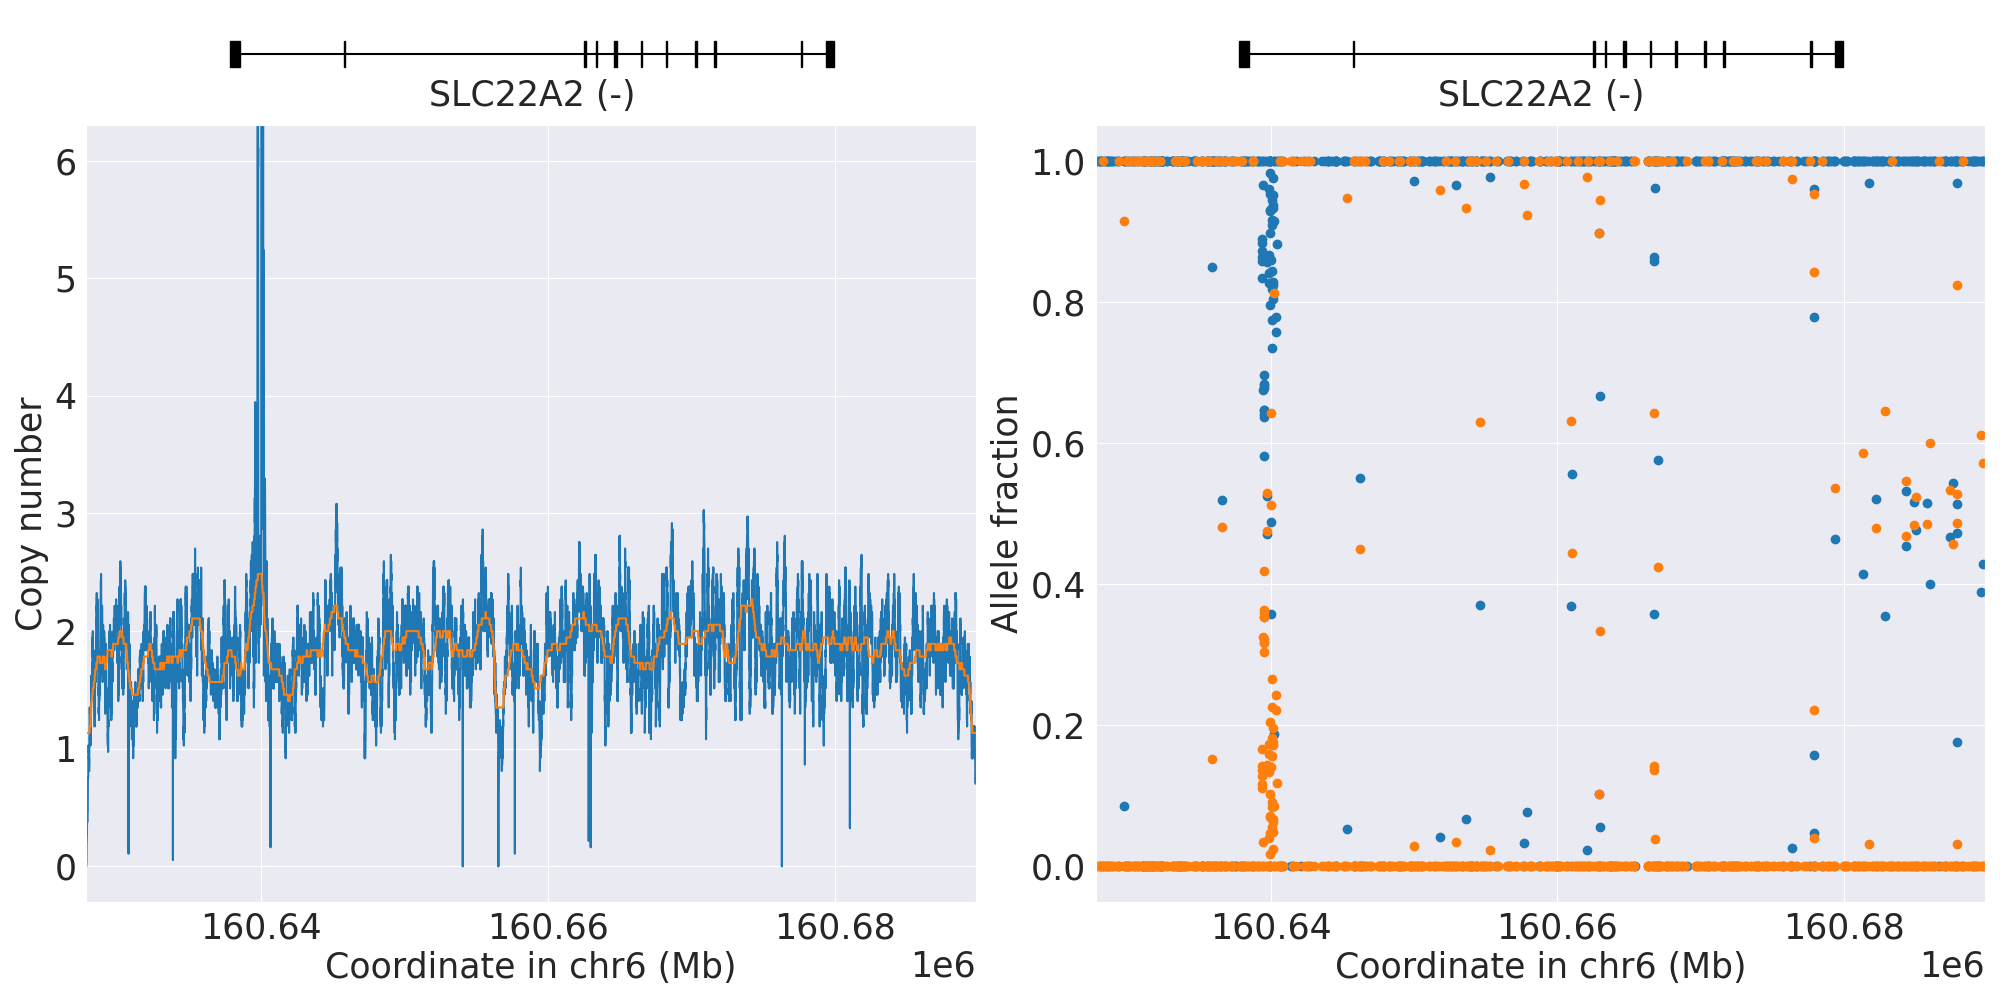 SLC22A2 (-)
Copy number
6
5
4
3
2
1
0
160.64
160.66
160.68
Coordinate in chr6 (Mb)
1e6
SLC22A2 (-)
Allele fraction
1.0
0.8
0.6
0.4
0.2
0.0
160.64
160.66
160.68
Coordinate in chr6 (Mb)
1e6